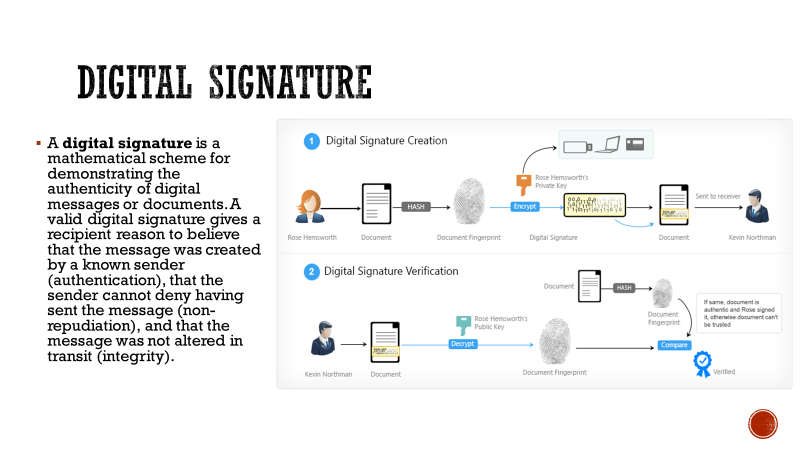 DIGITAL SIGNATURE
A digital signature is a
mathematical scheme for
demonstrating the
authenticity of digital
messages or documents. A
valid digital signature gives a
recipient reason to believe
that the message was created
by a known sender
(authentication), that the
sender cannot deny having
sent the message (non-
repudiation), and that the
message was not altered in
transit (integrity).
1 Digital Signature Creation
Rose Hemsworth's
Private Key
HASH
Encrypt
Sent to receiver
Rose Hemsworth
Document
Document Fingerprint
Digital Signature
Document
Kevin Northman
2 Digital Signature Verification
Document
HASH
Document
Fingerprint
If same, document is
authentic and Rose signed
it, otherwise document can't
be trusted
Rose Hemsworth's
Public Key
Decrypt
Compare
Verified
Kevin Northman
Document
Document Fingerprint